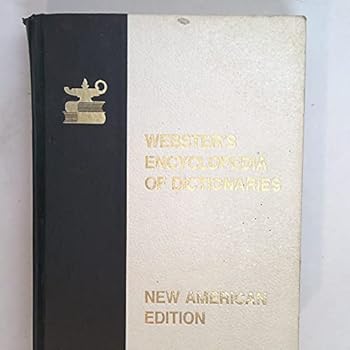 WEBSTER'S
ENCYCLOPEDIA
OF DICTIONARIES
NEW AMERICAN
EDITION